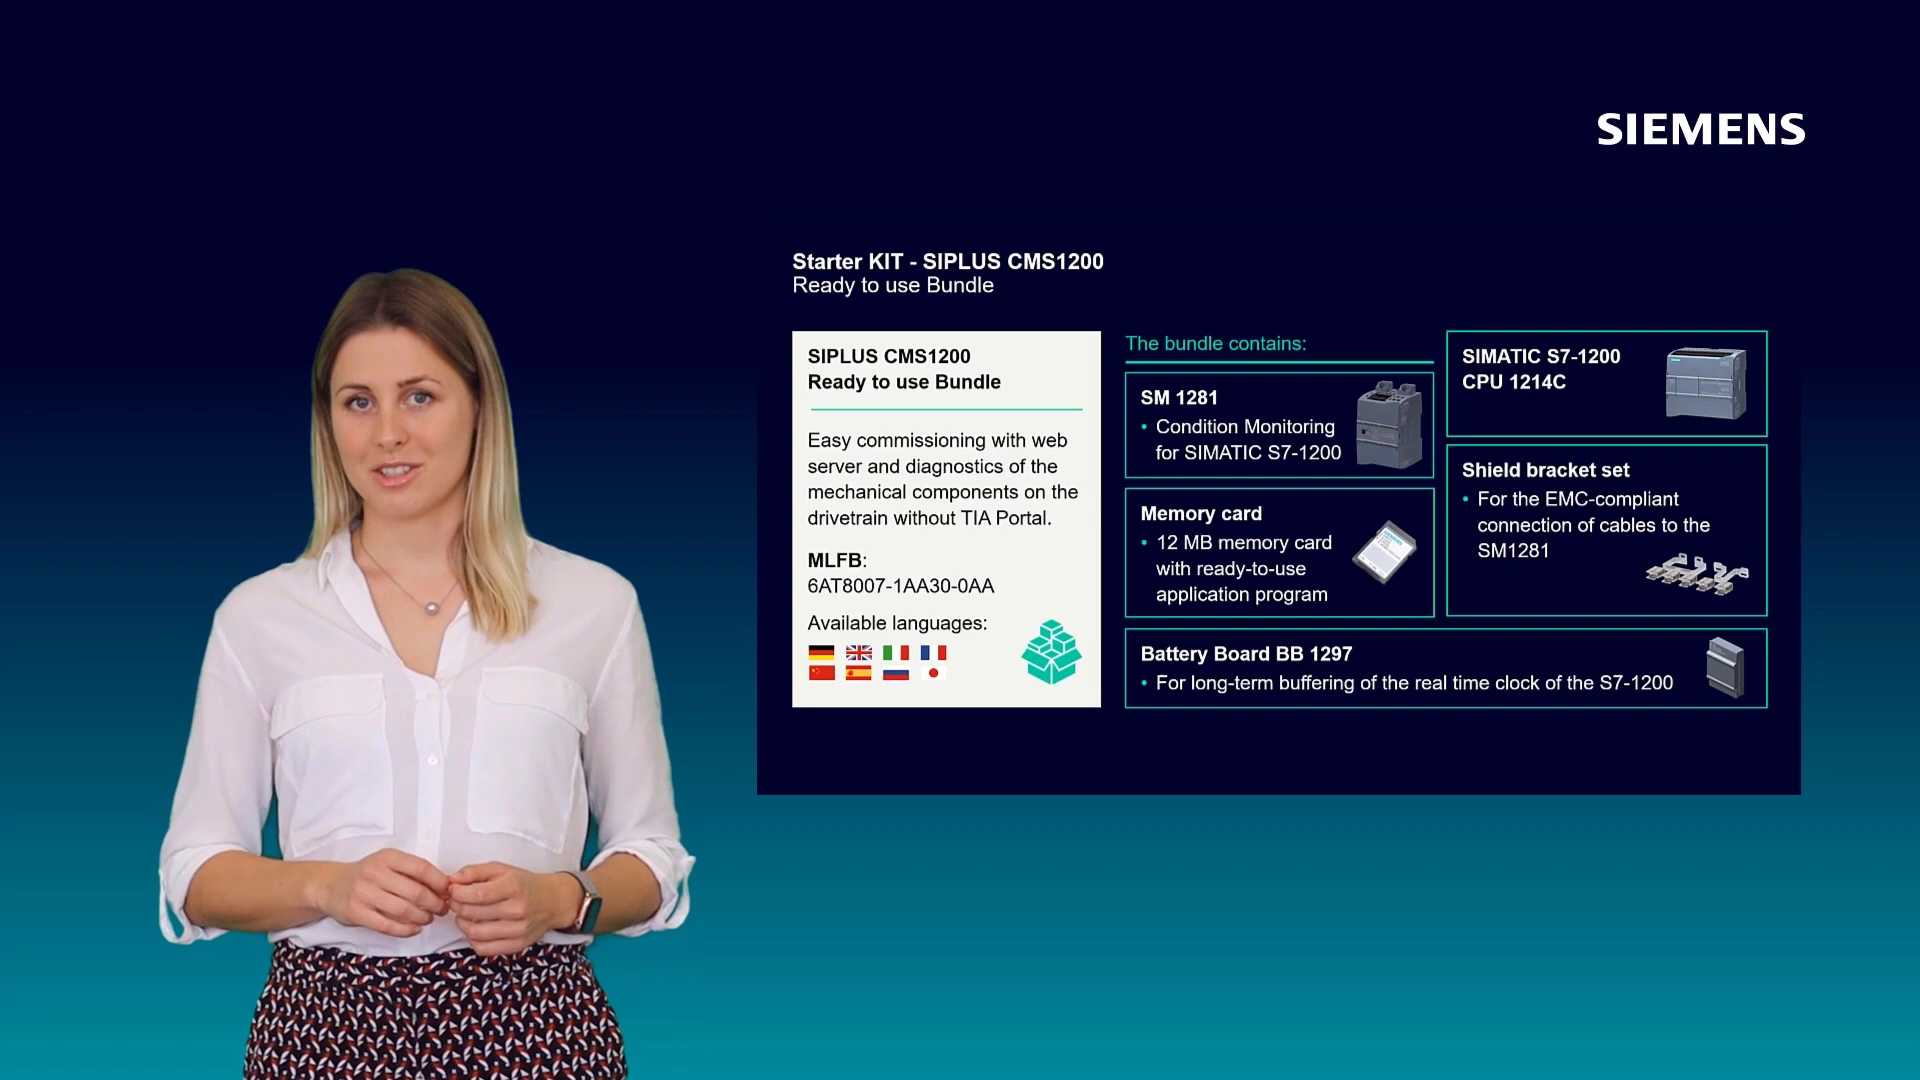 SIEMENS
Starter KIT - SIPLUS CMS1200
Ready to use Bundle
SIPLUS CMS1200
Ready to use Bundle
Easy commissioning with web
server and diagnostics of the
mechanical components on the
drivetrain without TIA Portal.
MLFB:
6AT8007-1AA30-0AA
Available languages:
The bundle contains:
SM 1281
• Condition Monitoring
for SIMATIC S7-1200
Memory card
• 12 MB memory card
with ready-to-use
application program
SIMATIC S7-1200
CPU 1214C
Shield bracket set
• For the EMC-compliant
connection of cables to the
SM1281
Battery Board BB 1297
• For long-term buffering of the real time clock of the S7-1200